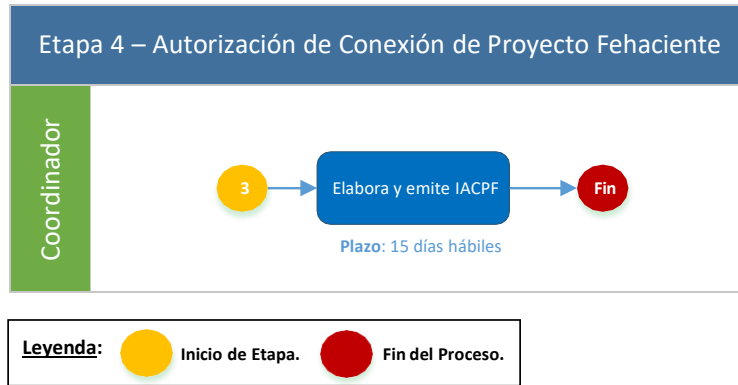 Etapa 4 – Autorización de Conexión de Proyecto Fehaciente
Coordinador
3
Elabora y emite IACPF
Fin
Plazo: 15 días hábiles
Leyenda:
Inicio de Etapa.
Fin del Proceso.